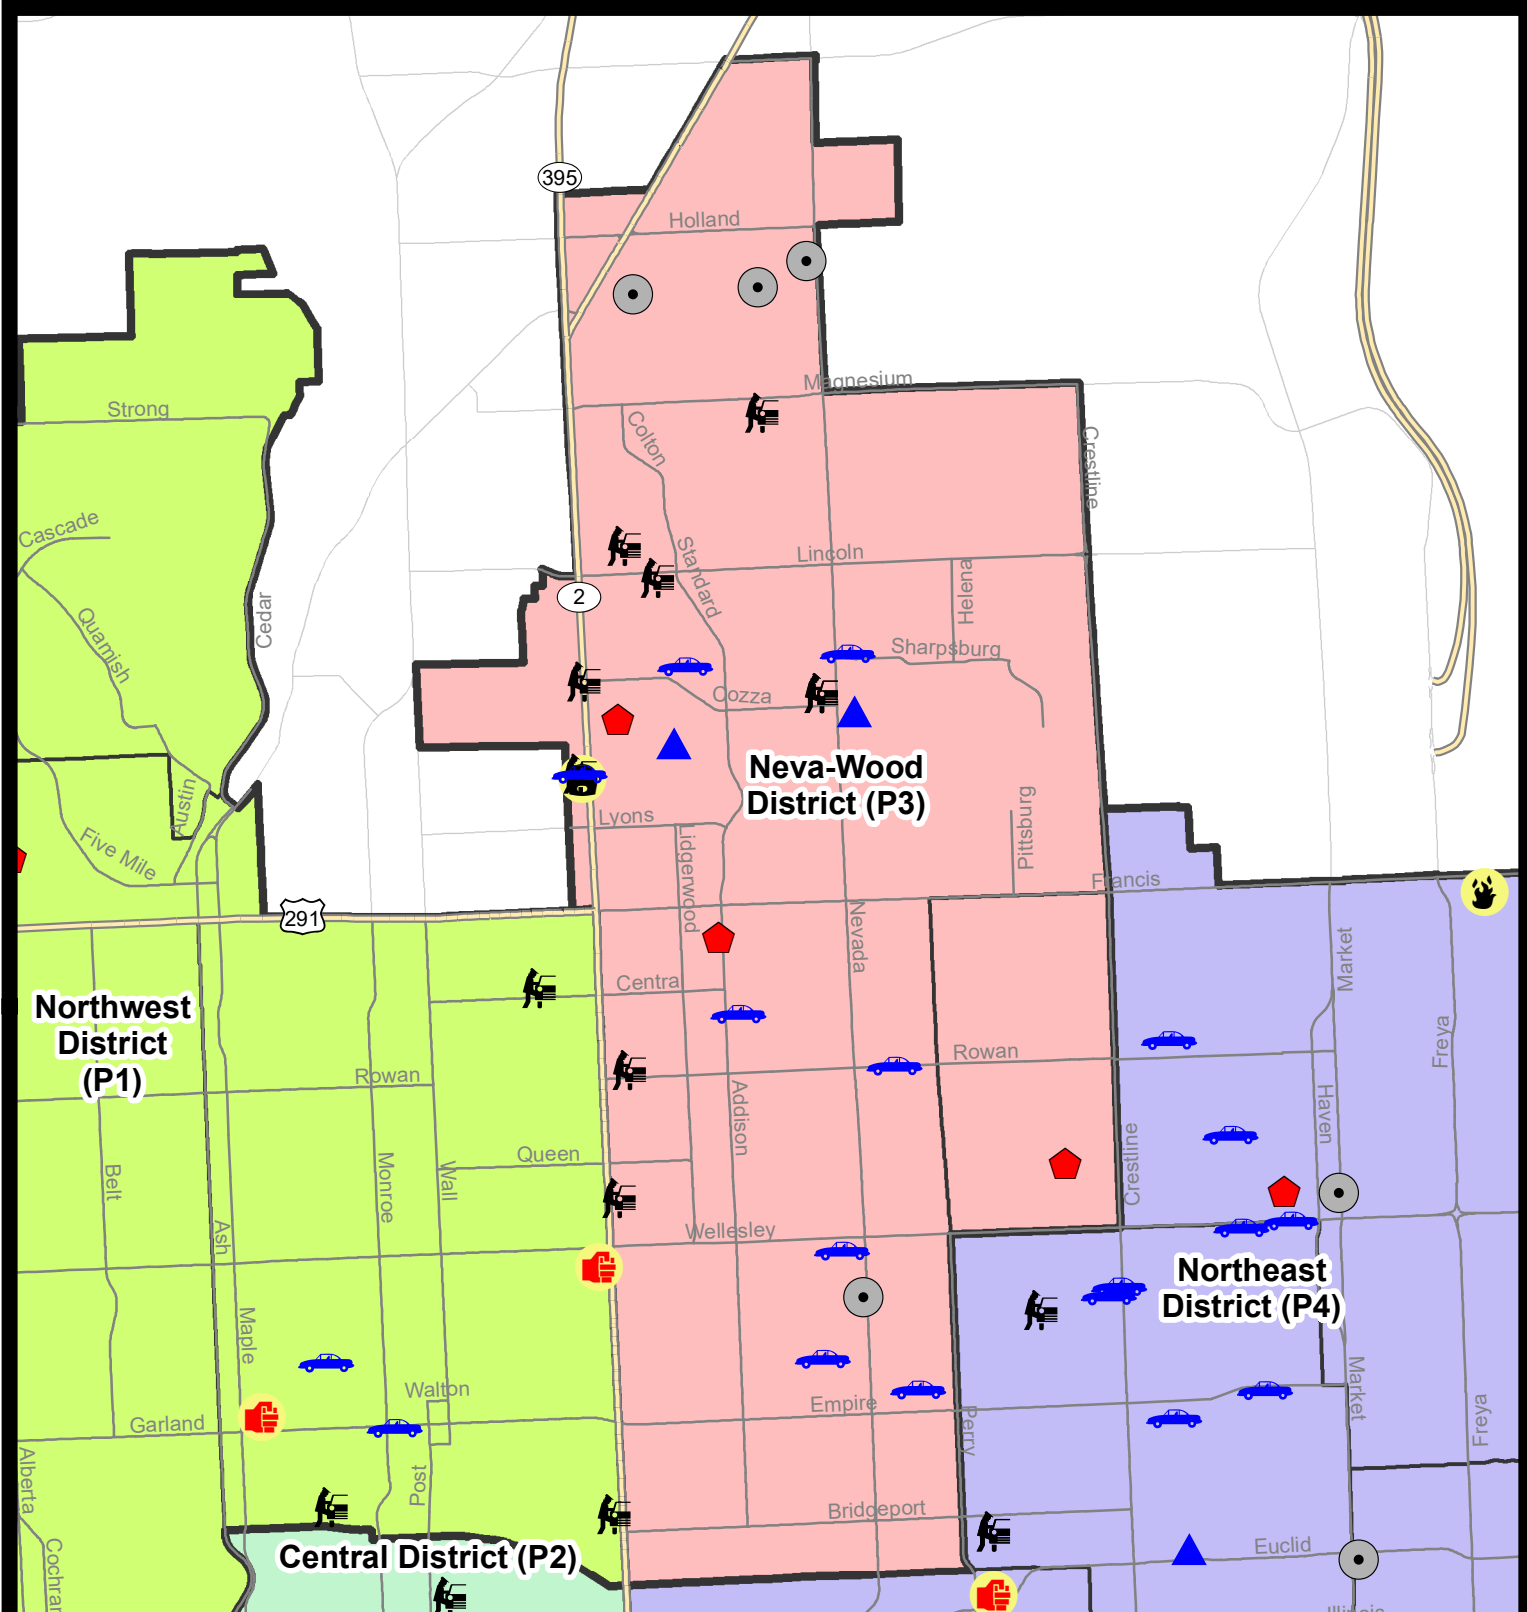 395
Holland
Magnesium
Strong
Colton
Crestline
Cascade
Standard
Lincoln
Helena
2
Cedar
Quamish
Sharpsburg
Cozza
Neva-Wood
District (P3)
Austin
Lyons
Pittsburg
Five Mile
Lidgerwood
Francis
291
Nevada
Market
Northwest
District
(P1)
Centra
Freya
Rowan
Rowan
Addison
Haven
Queen
Crestline
Belt
Monroe
Wall
Ash
Wellesley
Northeast
District (P4)
Maple
Walton
Empire
Market
Garland
Perry
Freya
Alberta
Post
Bridgeport
Cochran
Central District (P2)
Euclid